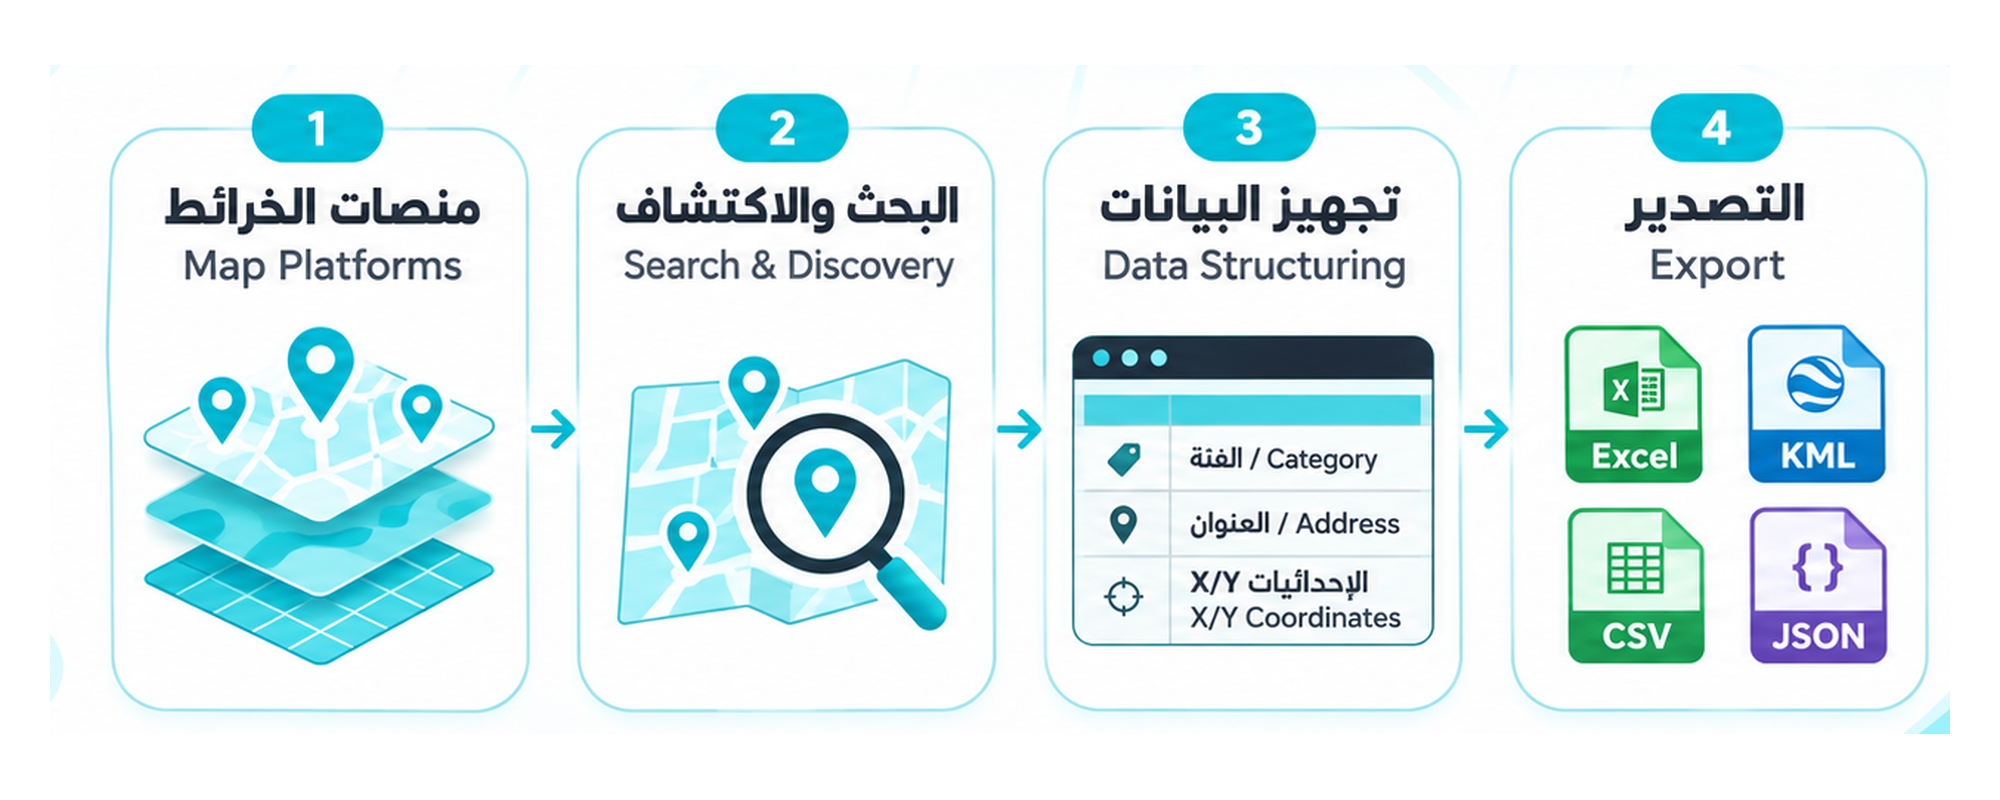 1
منصات الخرائط
Map Platforms
2
البحث والاكتشاف
Search & Discovery
3
تجهيز البيانات
Data Structuring
الفئة / Category
العنوان / Address
الإحداثيات X/Y
X/Y Coordinates
4
التصدير
Export
X
Excel
KML
CSV
{}
JSON